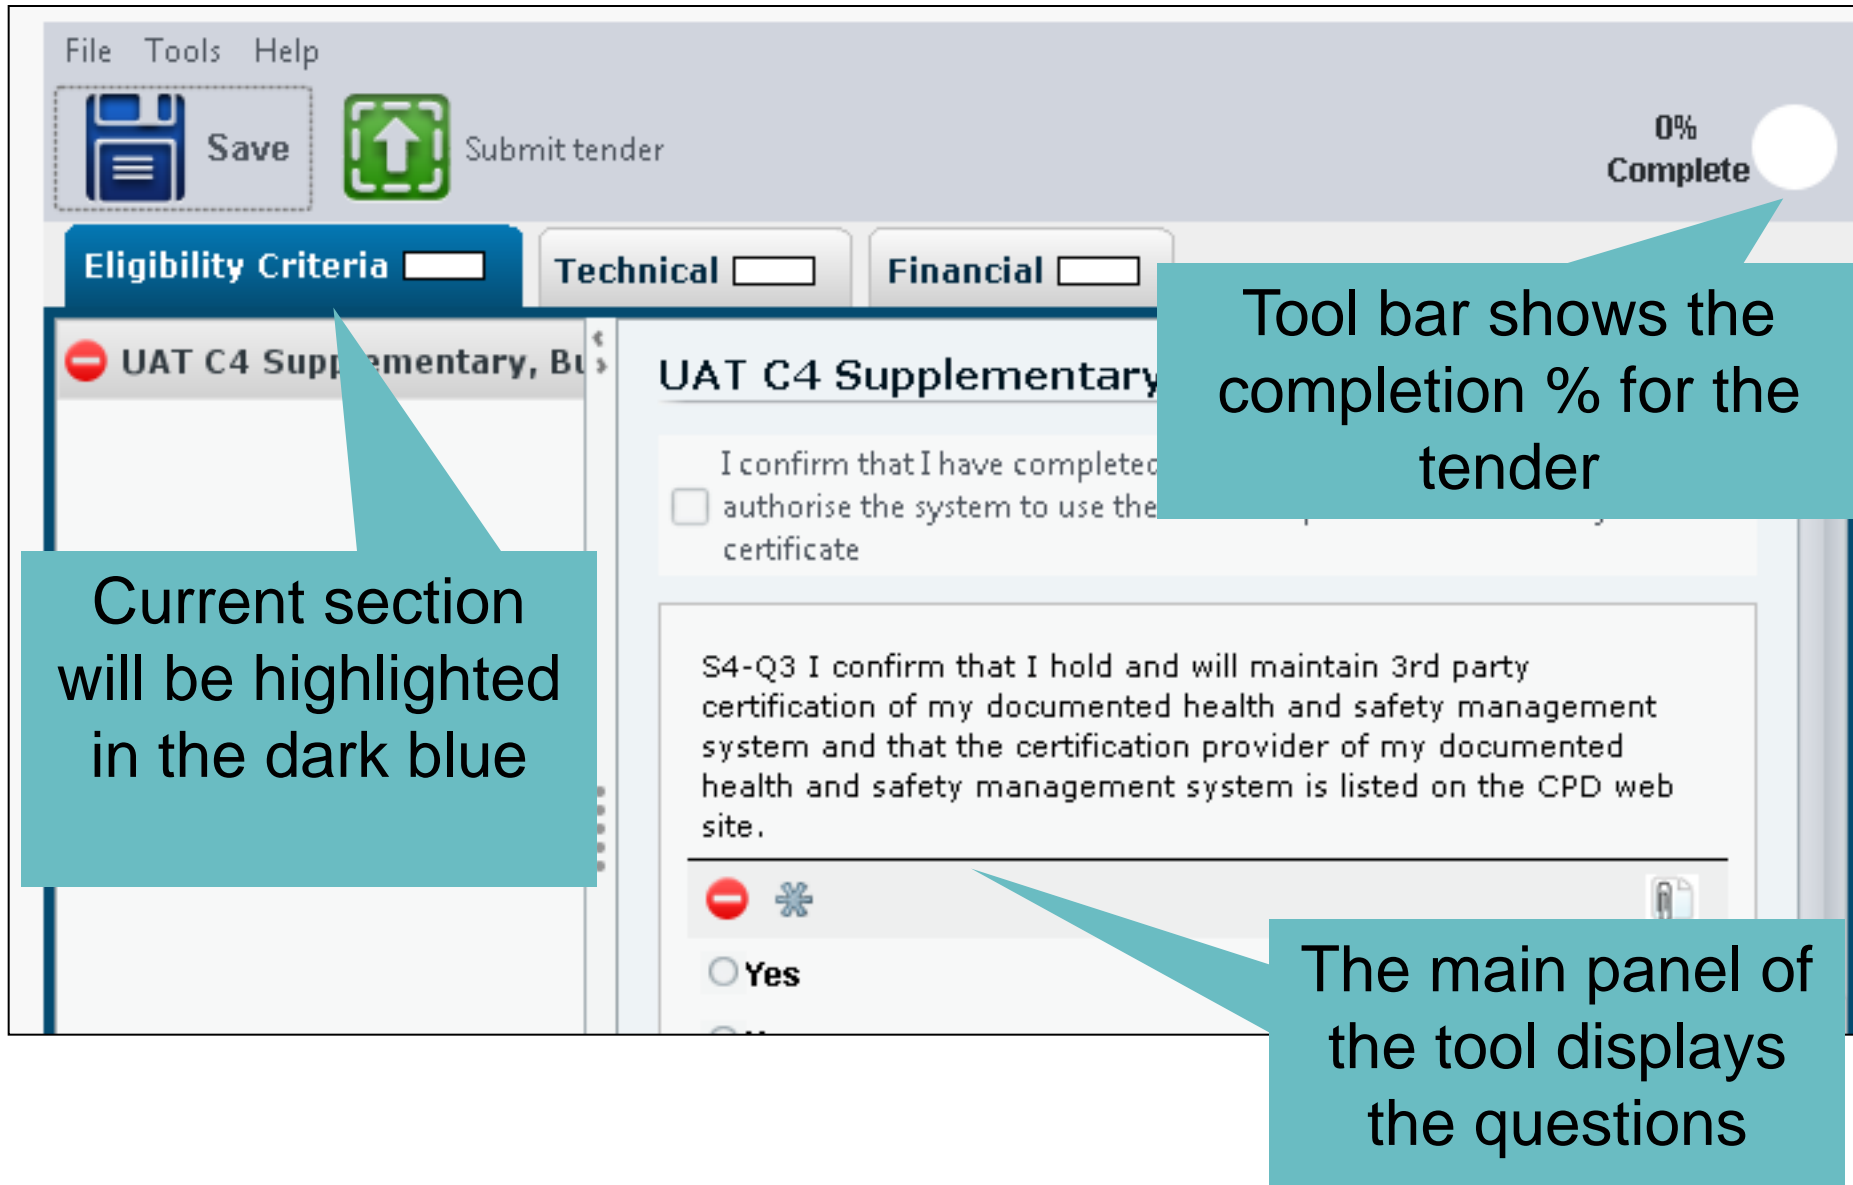 File Tools Help
Save
Submit tender
0%
Complete
Eligibility Criteria
Technical
Financial
Tool bar shows the
completion % for the
tender
UAT C4 Supplementary,
UAT C4 Supplementary
I confirm that I have completed
authorise the system to use the
certificate
Current section
will be highlighted
in the dark blue
S4-Q3 I confirm that I hold and will maintain 3rd party
certification of my documented health and safety management
system and that the certification provider of my documented
health and safety management system is listed on the CPD web
site.
Yes
The main panel of
the tool displays
the questions